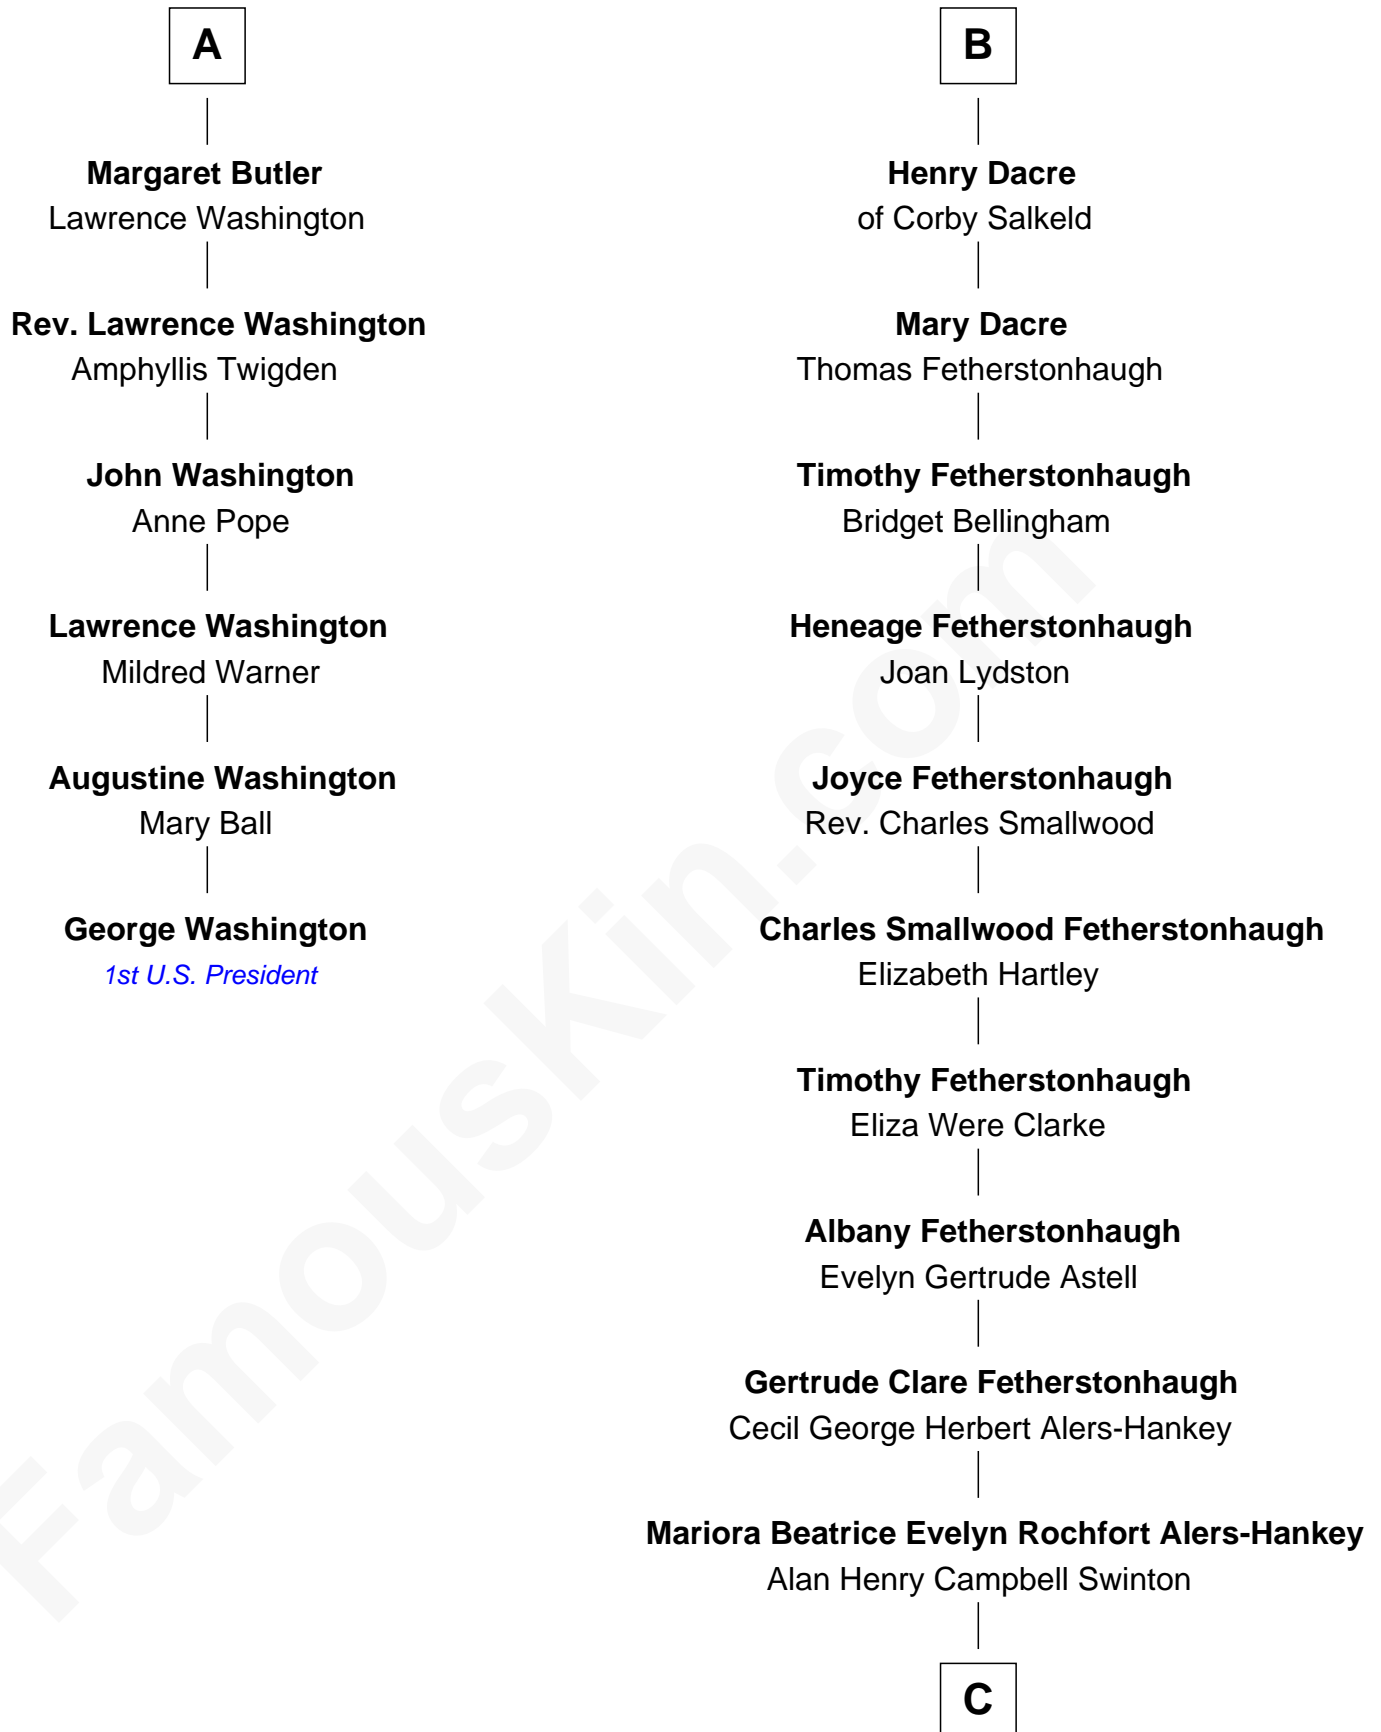 A
Margaret Butler
Lawrence Washington
Rev. Lawrence Washington
Amphyllis Twigden
John Washington
Anne Pope
Lawrence Washington
Mildred Warner
Augustine Washington
Mary Ball
George Washington
1st U.S. President
B
Henry Dacre
of Corby Salkeld
Mary Dacre
Thomas Fetherstonhaugh
Timothy Fetherstonhaugh
Bridget Bellingham
Heneage Fetherstonhaugh
Joan Lydston
Joyce Fetherstonhaugh
Rev. Charles Smallwood
Charles Smallwood Fetherstonhaugh
Elizabeth Hartley
Timothy Fetherstonhaugh
Eliza Were Clarke
Albany Fetherstonhaugh
Evelyn Gertrude Astell
Gertrude Clare Fetherstonhaugh
Cecil George Herbert Alers-Hankey
Mariora Beatrice Evelyn Rochfort Alers-Hankey
Alan Henry Campbell Swinton
C
FamousKin.com